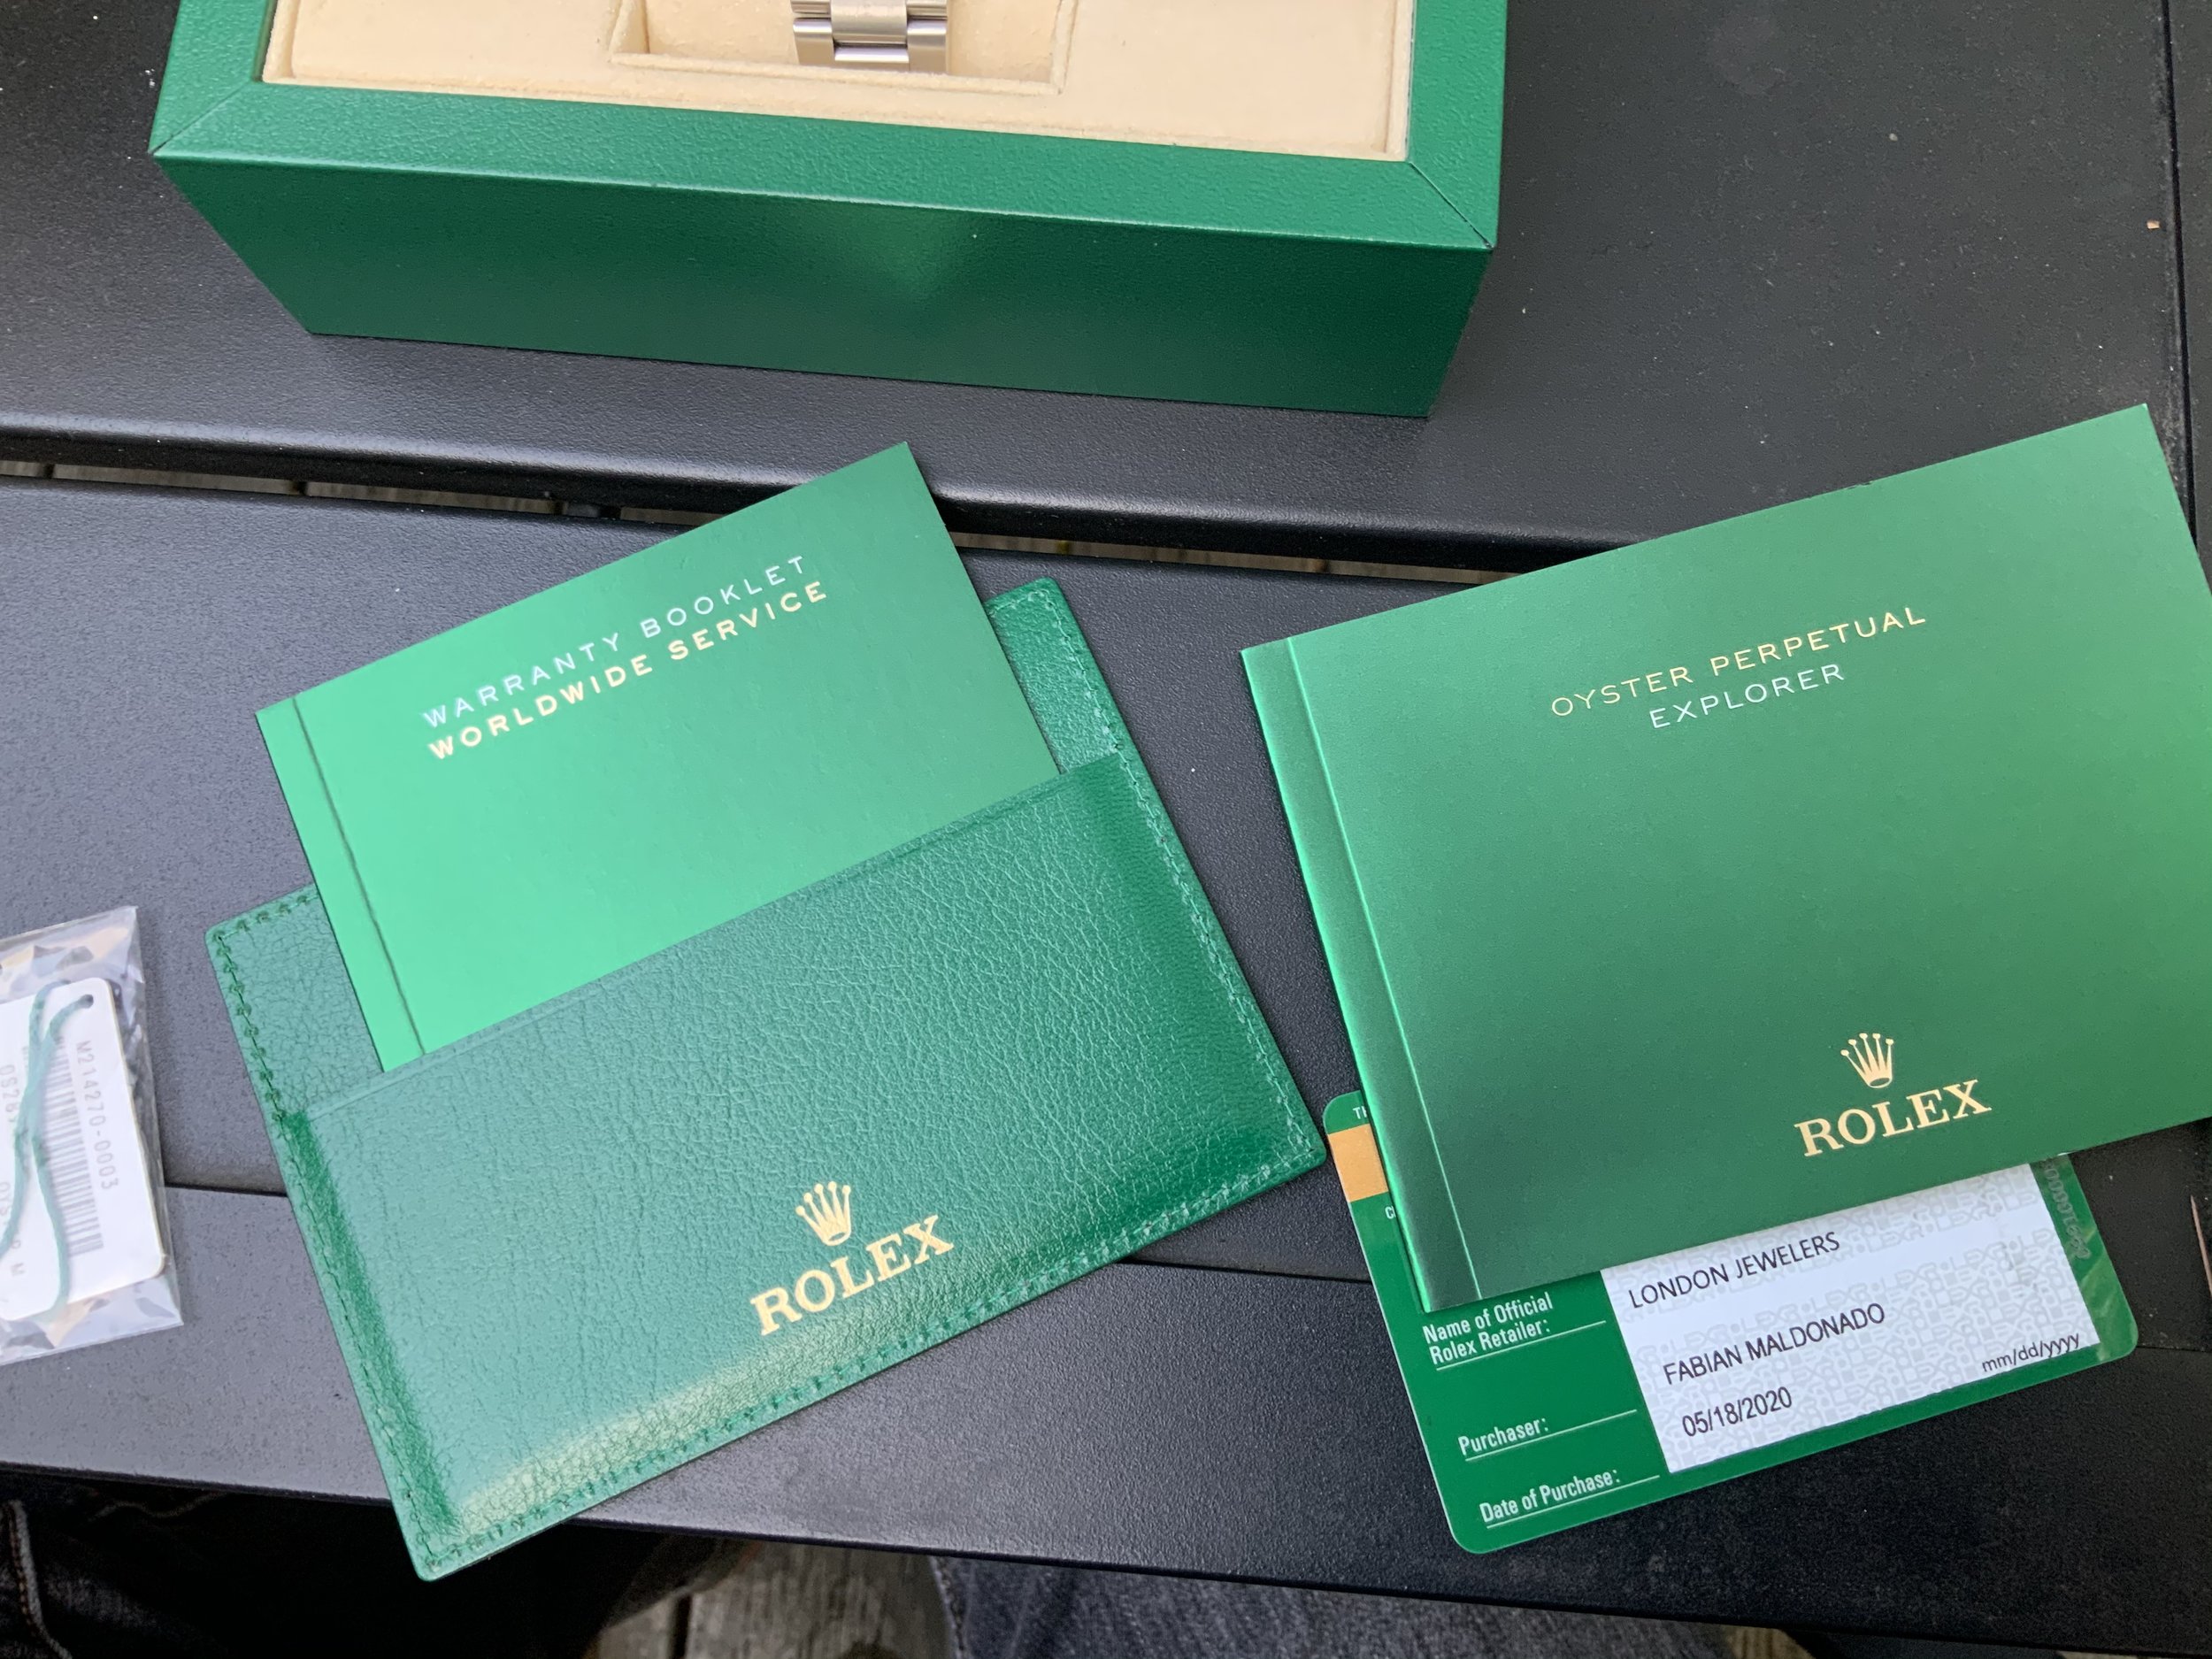 WARRANTY BOOKLET
WORLDWIDE SERVICE
ROLEX
OYSTER PERPETUAL
EXPLORER
ROLEX
M214270-0003
LONDON JEWELERS
Name of Official
Rolex Retailer:
FABIAN MALDONADO
Purchaser:
mm/dd/yyyy
05/18/2020
Date of Purchase: